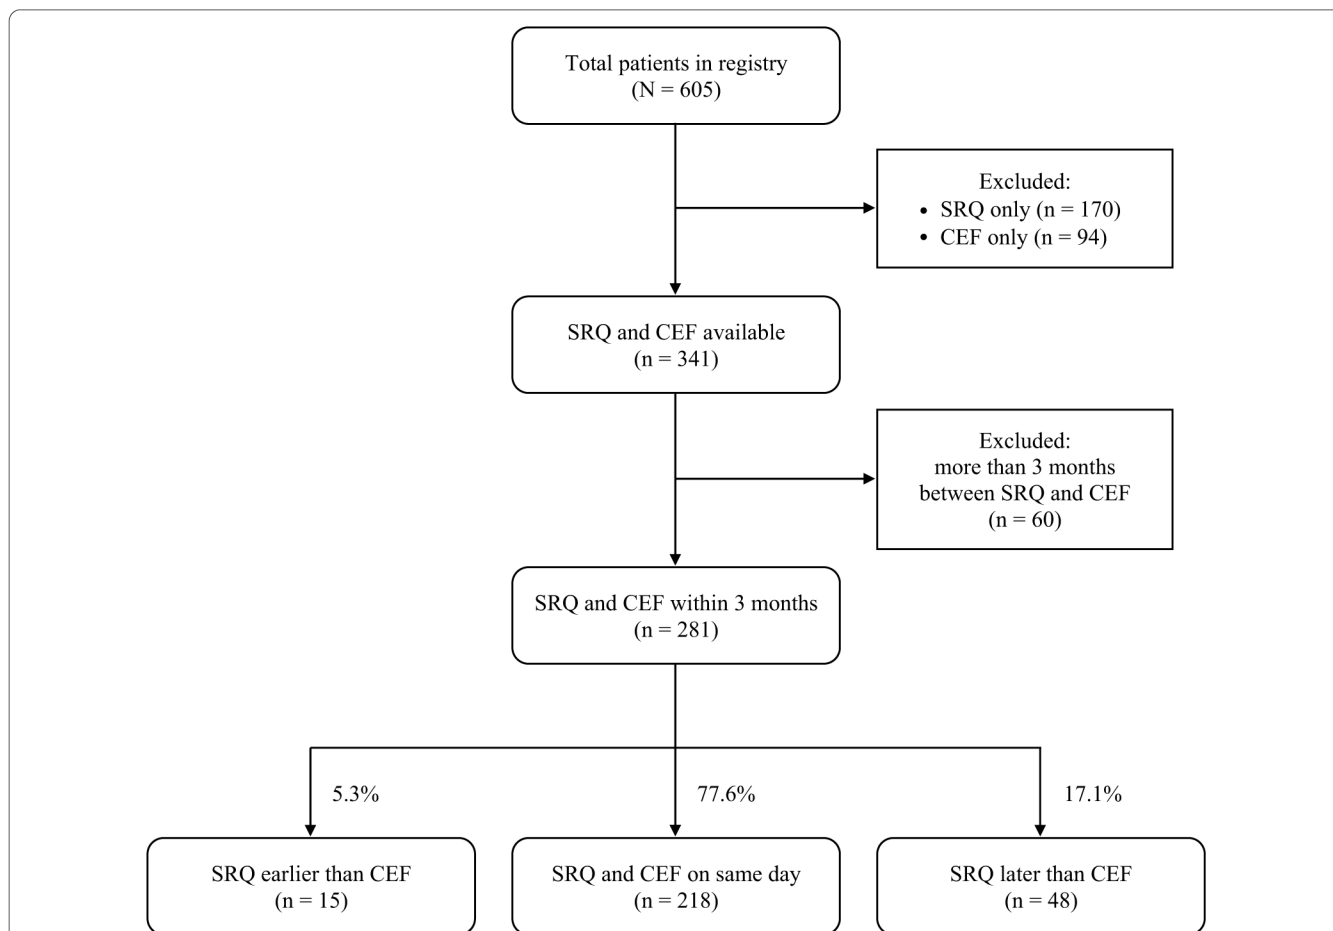 Total patients in registry
(N = 605)
Excluded:
• SRQ only (n = 170)
• CEF only (n = 94)
SRQ and CEF available
(n = 341)
Excluded:
more than 3 months
between SRQ and CEF
(n = 60)
SRQ and CEF within 3 months
(n = 281)
5.3%
77.6%
17.1%
SRQ earlier than CEF
(n = 15)
SRQ and CEF on same day
(n = 218)
SRQ later than CEF
(n = 48)